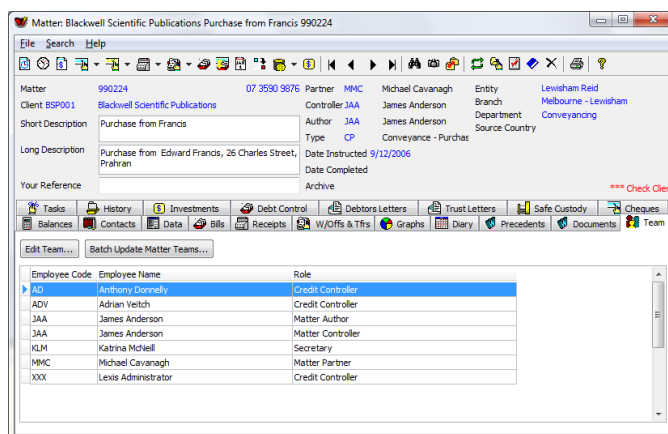 Matter: Blackwell Scientific Publications Purchase from Francis 990224
File Search Help
Matter 990224 07 3590 9876 Partner MMC Michael Cavanagh Entity Lewisham Reid
Client BSP001 Blackwell Scientific Publications Controller JAA James Anderson Branch Melbourne - Lewisham
Short Description Purchase from Francis Author JAA James Anderson Department Conveyancing
Type CP Conveyance - Purchas Source Country
Long Description Purchase from Edward Francis, 26 Charles Street, Prahran Date Instructed 9/12/2006
Date Completed
Your Reference Archive *** Check Clie
Tasks History Investments Debt Control Debtors Letters Trust Letters Safe Custody Cheques
Balances Contacts Data Bills Receipts W/Offs & Tfrs Graphs Diary Precedents Documents Team
Edit Team... Batch Update Matter Teams...
Employee Code Employee Name Role
AD Anthony Donnelly Credit Controller
ADV Adrian Veitch Credit Controller
JAA James Anderson Matter Author
JAA James Anderson Matter Controller
KLM Katrina McNeill Secretary
MMC Michael Cavanagh Matter Partner
XXX Lexis Administrator Credit Controller